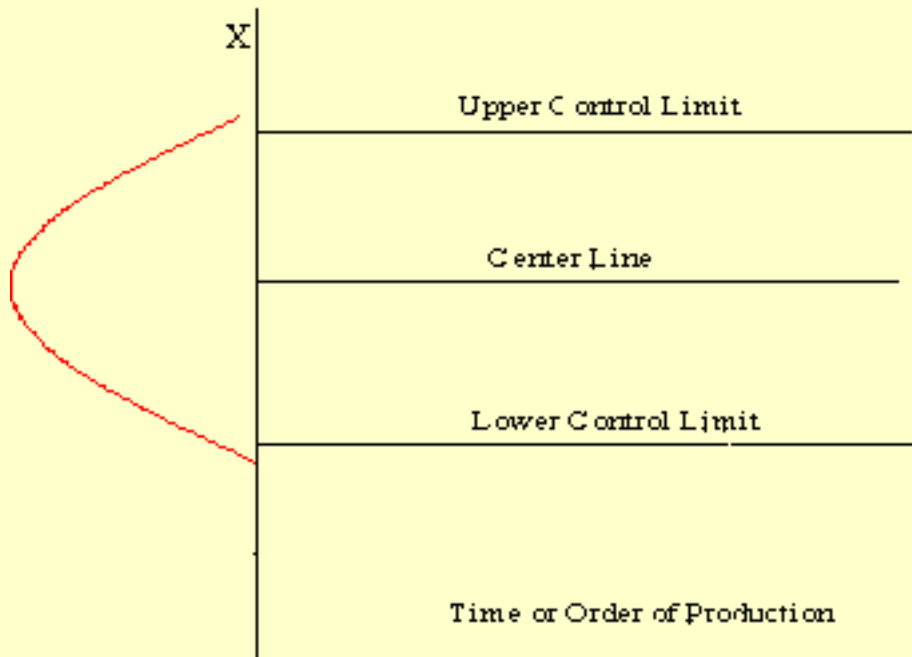 X
Upper Control Limit
Center Line
Lower Control Limit
Time or Order of Production